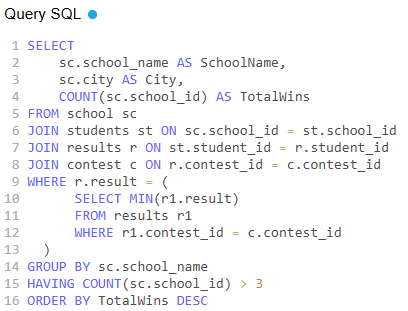 Query SQL
1 SELECT
2     sc.school_name AS SchoolName,
3     sc.city AS City,
4     COUNT(sc.school_id) AS TotalWins
5 FROM school sc
6 JOIN students st ON sc.school_id = st.school_id
7 JOIN results r ON st.student_id = r.student_id
8 JOIN contest c ON r.contest_id = c.contest_id
9 WHERE r.result = (
10       SELECT MIN(r1.result)
11       FROM results r1
12       WHERE r1.contest_id = c.contest_id
13   )
14 GROUP BY sc.school_name
15 HAVING COUNT(sc.school_id) > 3
16 ORDER BY TotalWins DESC